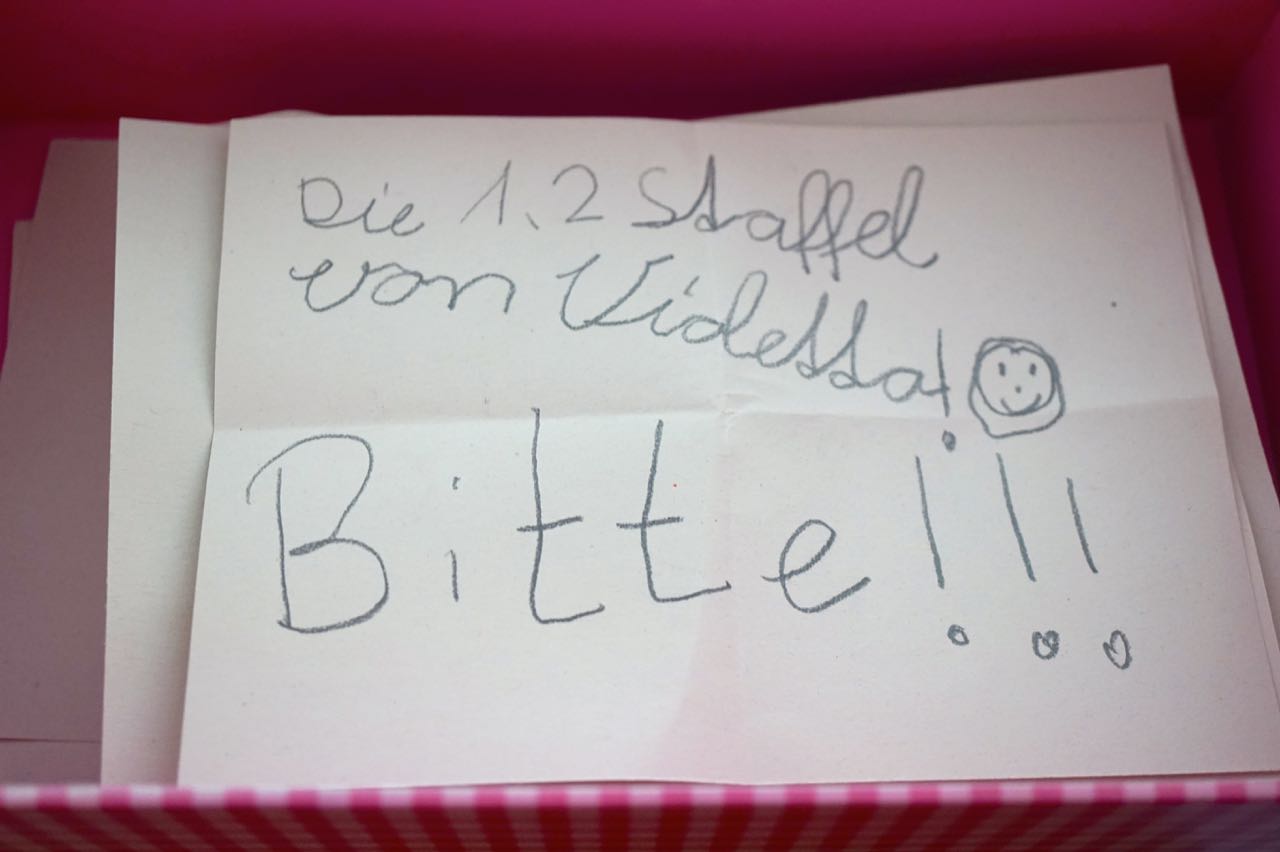 Die 1.2 Staffel
von Violetta!
Bitte!!!